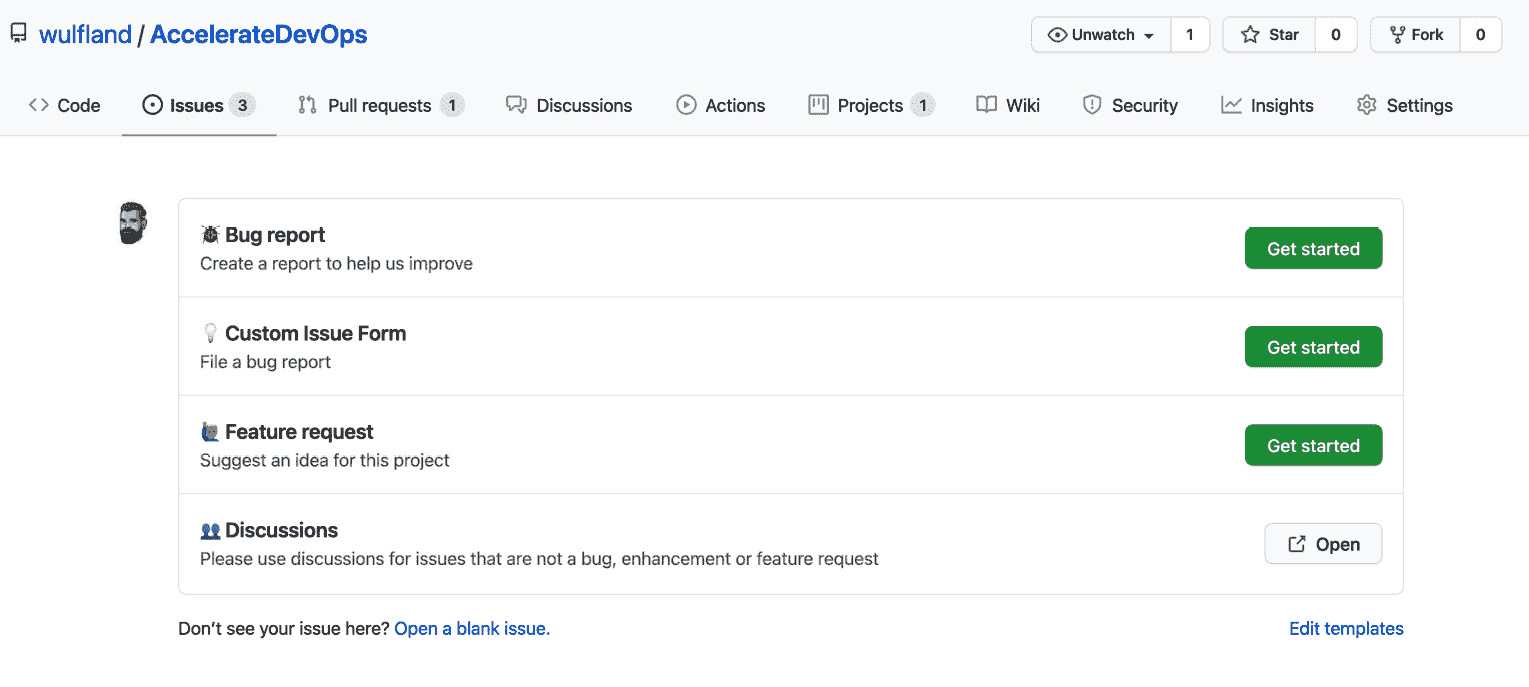 wulfland / AccelerateDevOps
Unwatch 1 Star 0 Fork 0
Code Issues 3 Pull requests 1 Discussions Actions Projects 1 Wiki Security Insights Settings
Bug report
Create a report to help us improve
Get started
Custom Issue Form
File a bug report
Get started
Feature request
Suggest an idea for this project
Get started
Discussions
Please use discussions for issues that are not a bug, enhancement or feature request
Open
Don't see your issue here? Open a blank issue.
Edit templates